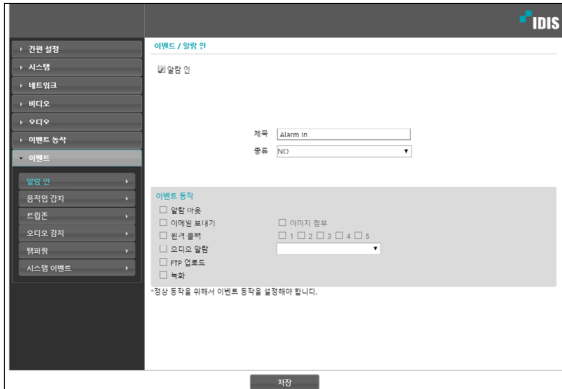 IDIS
간편 설정
시스템
네트워크
비디오
오디오
이벤트 동작
이벤트
알람 인
움직임 감지
트립존
오디오 감지
탬퍼링
시스템 이벤트
이벤트 / 알람 인
알람 인
제목 Alarm In
종류 NO
이벤트 동작
알람 아웃
이메일 보내기 이미지 첨부
원격 콜백 1 2 3 4 5
오디오 알람
FTP 업로드
녹화
*정상 동작을 위해서 이벤트 동작을 설정해야 합니다.
저장